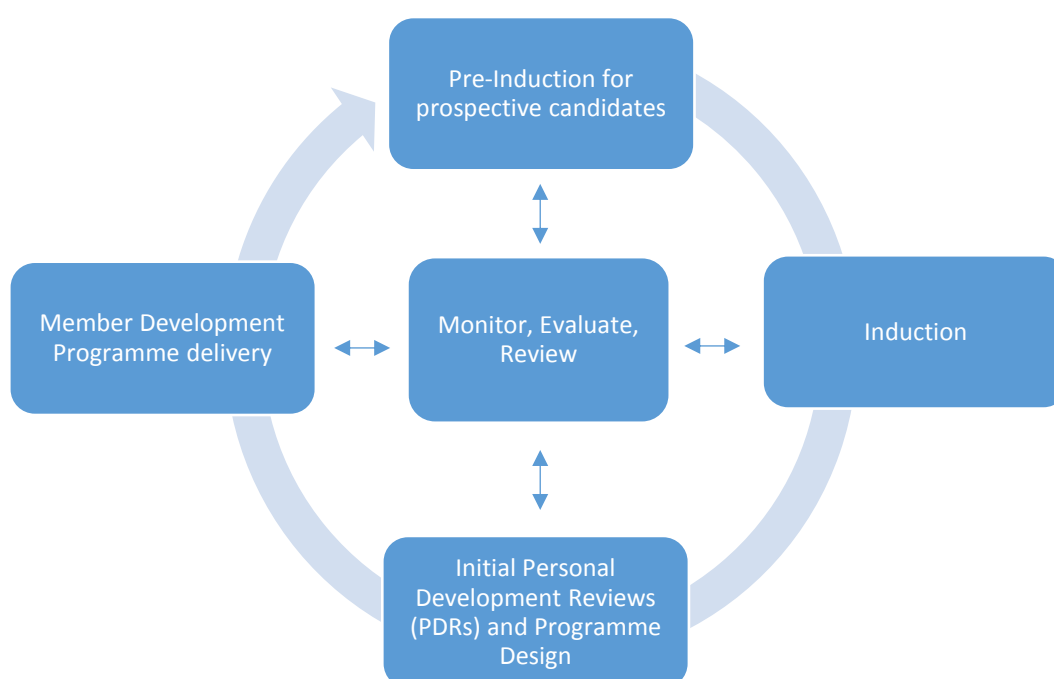 Pre-Induction for
prospective candidates
Member Development
Programme delivery
Monitor, Evaluate,
Review
Induction
Initial Personal
Development Reviews
(PDRs) and Programme
Design